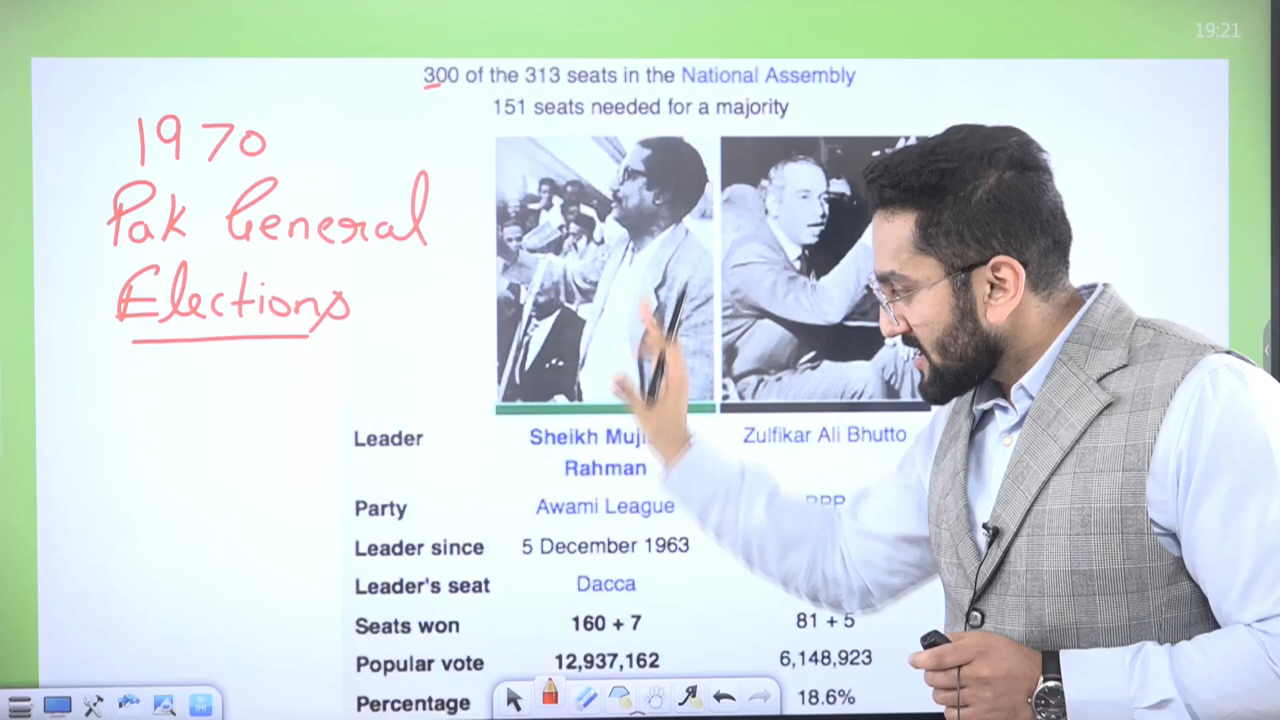 19:21
300 of the 313 seats in the National Assembly
151 seats needed for a majority
1970
Pak General
Elections
Leader Sheikh Zulfikar Ali Bhutto
Rahman
Party Awami League PPP
Leader since 5 December 1963
Leader's seat Dacca
Seats won 160 + 7 81 + 5
Popular vote 12,937,162 6,148,923
Percentage 18.6%